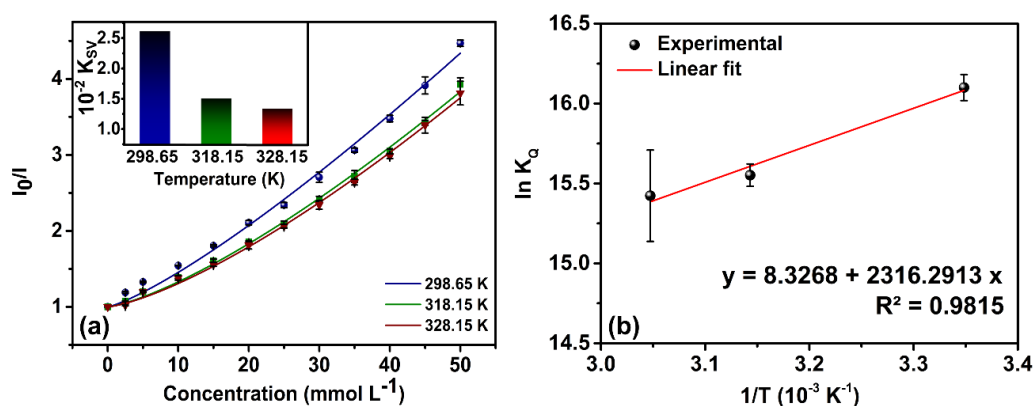 I₀/I
4
3
2
1
10⁻² K_SV
2.5
1.5
1.0
298.65 318.15 328.15
Temperature (K)
298.65 K
318.15 K
328.15 K
(a)
0 10 20 30 40 50
Concentration (mmol L⁻¹)
ln K_Q
16.5
16.0
15.5
15.0
14.5
Experimental
Linear fit
y = 8.3268 + 2316.2913 x
R² = 0.9815
(b)
3.0 3.1 3.2 3.3 3.4
1/T (10⁻³ K⁻¹)